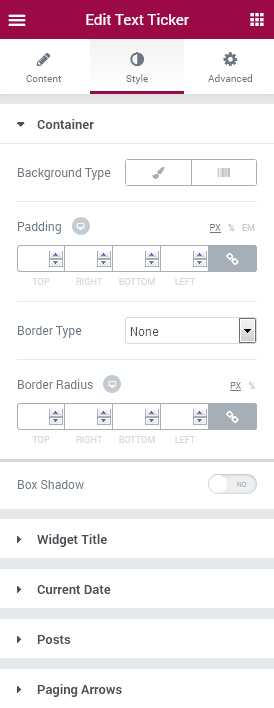 Edit Text Ticker
Content Style Advanced
Container
Background Type
Padding PX % EM
TOP RIGHT BOTTOM LEFT
Border Type None
Border Radius PX %
TOP RIGHT BOTTOM LEFT
Box Shadow NO
Widget Title
Current Date
Posts
Paging Arrows